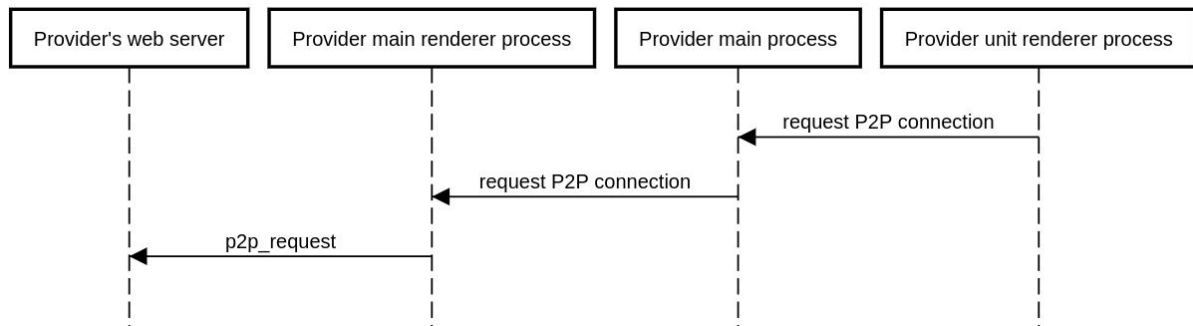 Provider's web server
Provider main renderer process
Provider main process
Provider unit renderer process
request P2P connection
request P2P connection
p2p_request